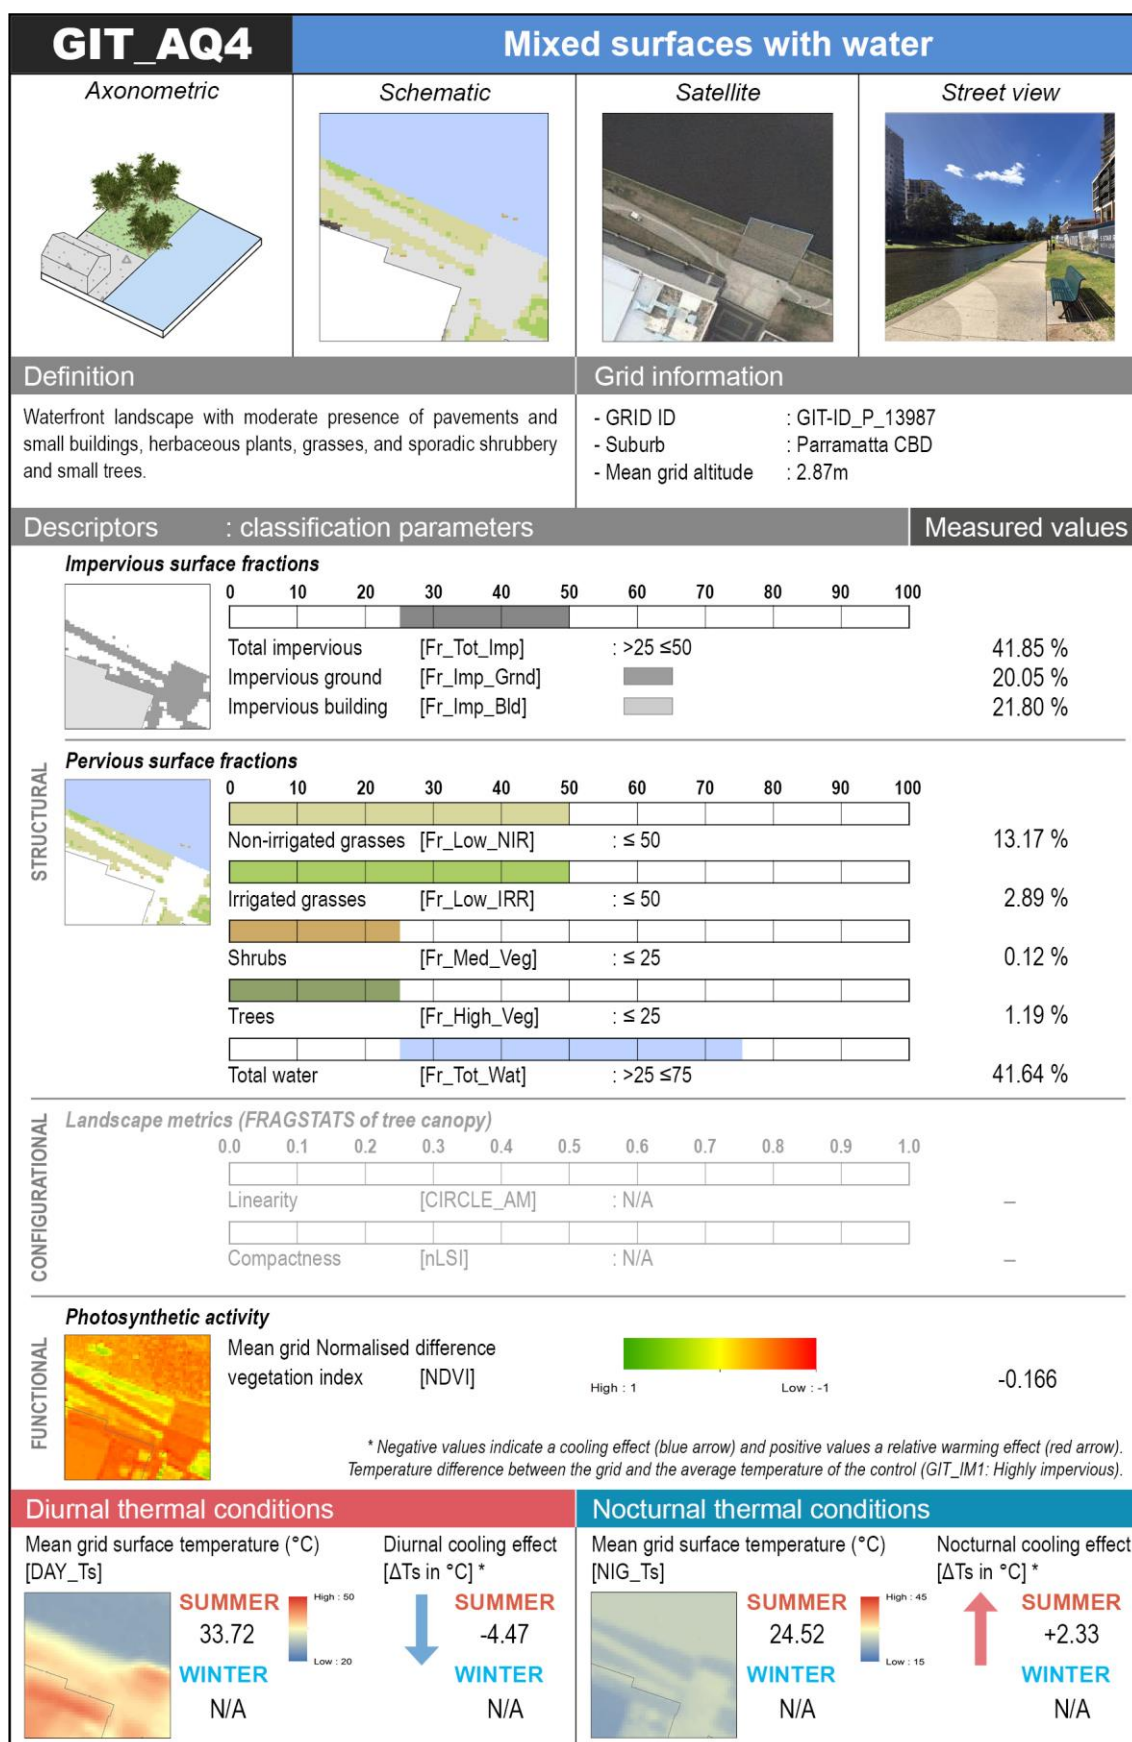 GIT_AQ4
Mixed surfaces with water
Axonometric
Schematic
Satellite
Street view
Definition
Grid information
Waterfront landscape with moderate presence of pavements and
small buildings, herbaceous plants, grasses, and sporadic shrubbery
and small trees.
- GRID ID : GIT-ID_P_13987
- Suburb : Parramatta CBD
- Mean grid altitude : 2.87m
Descriptors : classification parameters
Measured values
STRUCTURAL
Impervious surface fractions
0 10 20 30 40 50 60 70 80 90 100
Total impervious [Fr_Tot_Imp] : >25 ≤50 41.85 %
Impervious ground [Fr_Imp_Grnd] 20.05 %
Impervious building [Fr_Imp_Bld] 21.80 %
Pervious surface fractions
0 10 20 30 40 50 60 70 80 90 100
Non-irrigated grasses [Fr_Low_NIR] : ≤ 50 13.17 %
Irrigated grasses [Fr_Low_IRR] : ≤ 50 2.89 %
Shrubs [Fr_Med_Veg] : ≤ 25 0.12 %
Trees [Fr_High_Veg] : ≤ 25 1.19 %
Total water [Fr_Tot_Wat] : >25 ≤75 41.64 %
CONFIGURATIONAL
Landscape metrics (FRAGSTATS of tree canopy)
0.0 0.1 0.2 0.3 0.4 0.5 0.6 0.7 0.8 0.9 1.0
Linearity [CIRCLE_AM] : N/A –
Compactness [nLSI] : N/A –
FUNCTIONAL
Photosynthetic activity
Mean grid Normalised difference
vegetation index [NDVI] -0.166
High : 1 Low : -1
* Negative values indicate a cooling effect (blue arrow) and positive values a relative warming effect (red arrow).
Temperature difference between the grid and the average temperature of the control (GIT_IM1: Highly impervious).
Diurnal thermal conditions
Mean grid surface temperature (°C)
[DAY_Ts]
SUMMER
33.72
WINTER
N/A
High : 50
Low : 20
Diurnal cooling effect
[ΔTs in °C] *
SUMMER
-4.47
WINTER
N/A
Nocturnal thermal conditions
Mean grid surface temperature (°C)
[NIG_Ts]
SUMMER
24.52
WINTER
N/A
High : 45
Low : 15
Nocturnal cooling effect
[ΔTs in °C] *
SUMMER
+2.33
WINTER
N/A